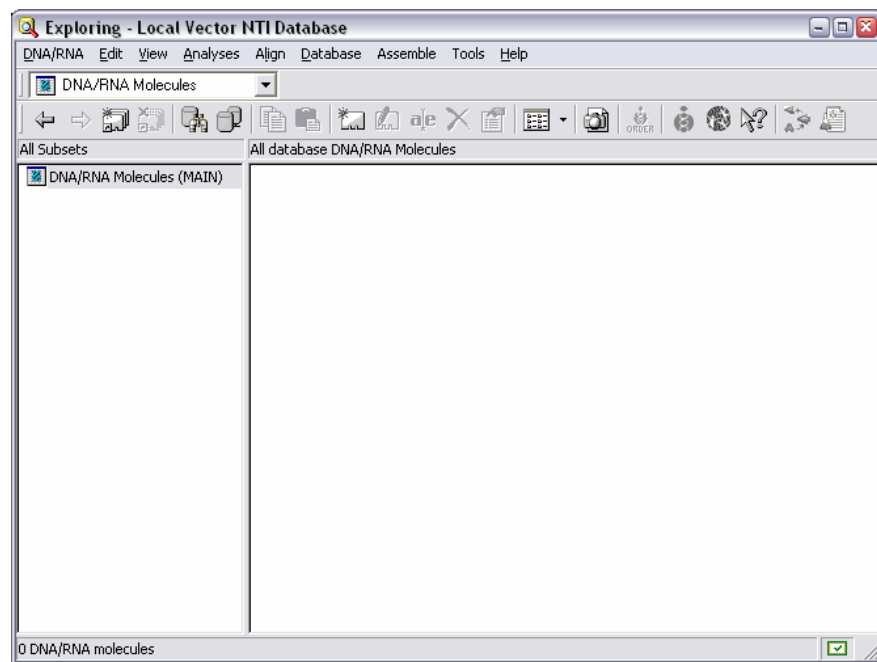 Exploring - Local Vector NTI Database
DNA/RNA Edit View Analyses Align Database Assemble Tools Help
DNA/RNA Molecules
a|e ORDER
All Subsets All database DNA/RNA Molecules
DNA/RNA Molecules (MAIN)
0 DNA/RNA molecules